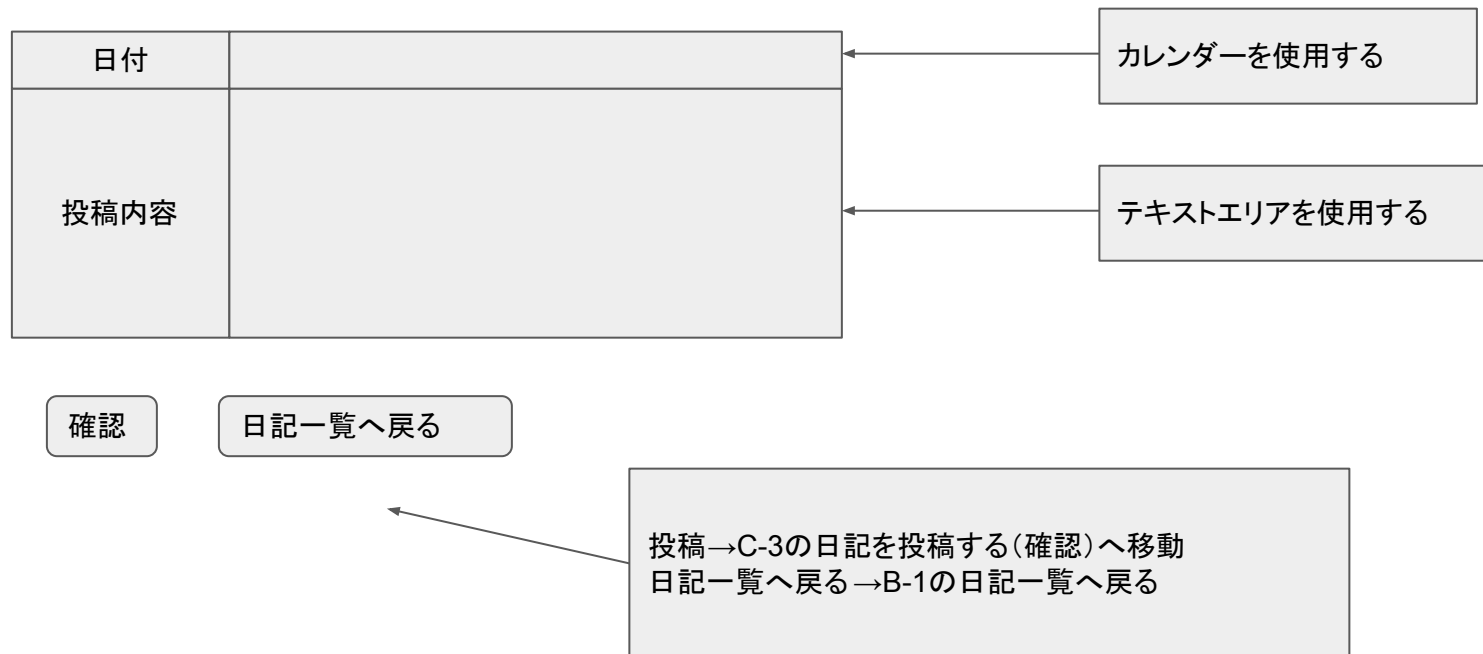 日付
カレンダーを使用する
投稿内容
テキストエリアを使用する
確認
日記一覧へ戻る
投稿→C-3の日記を投稿する（確認）へ移動
日記一覧へ戻る→B-1の日記一覧へ戻る